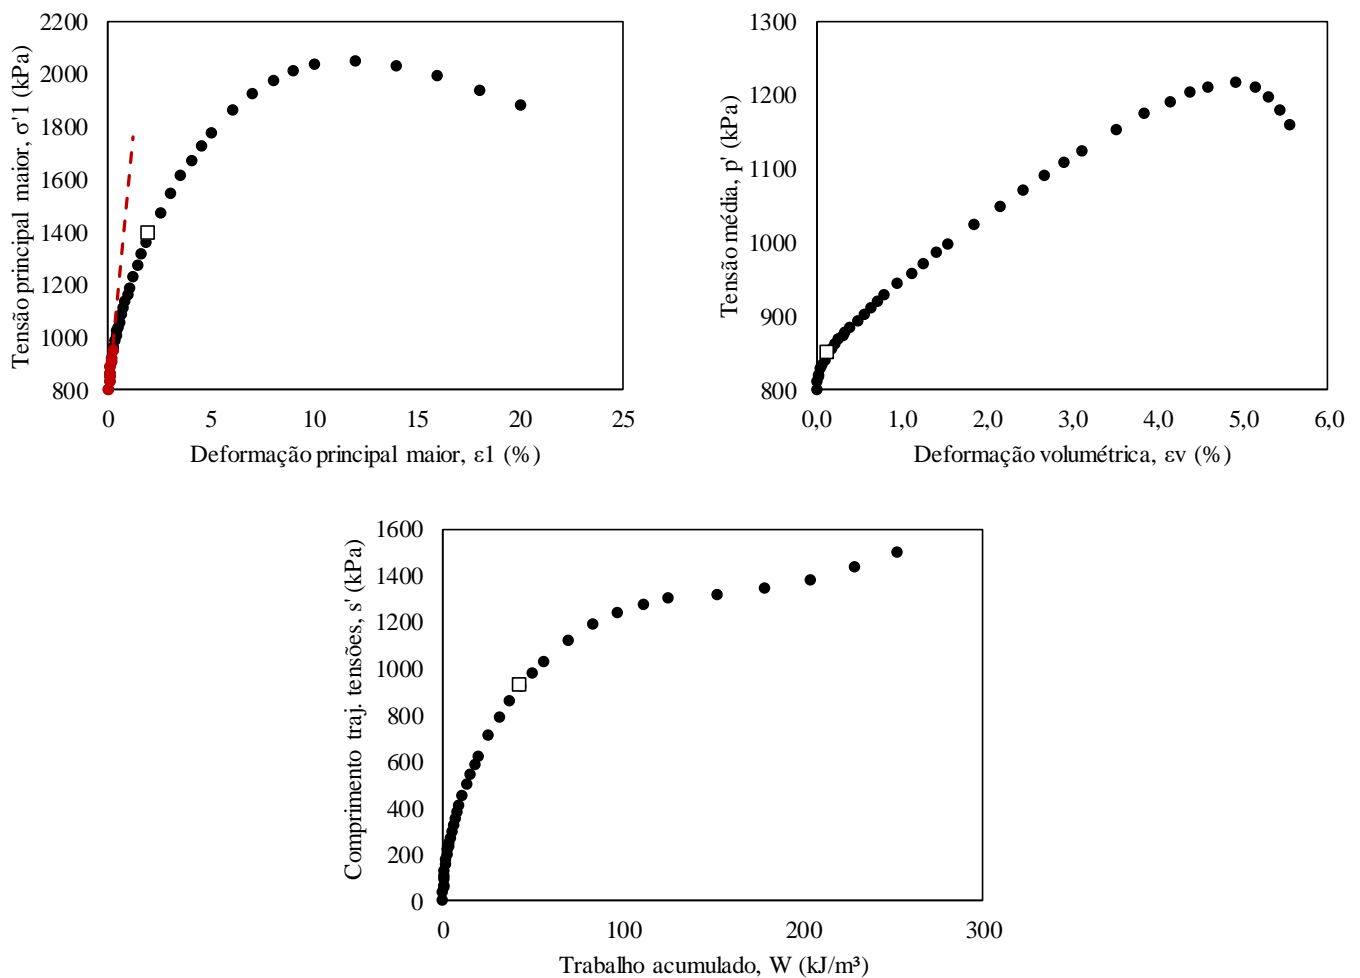 2200
2000
1800
1600
1400
1200
1000
800
0 5 10 15 20 25
Tensão principal maior, σ'1 (kPa)
Deformação principal maior, ε1 (%)
1300
1200
1100
1000
900
800
0,0 1,0 2,0 3,0 4,0 5,0 6,0
Tensão média, p' (kPa)
Deformação volumétrica, εv (%)
1600
1400
1200
1000
800
600
400
200
0
0 100 200 300
Comprimento traj. tensões, s' (kPa)
Trabalho acumulado, W (kJ/m³)